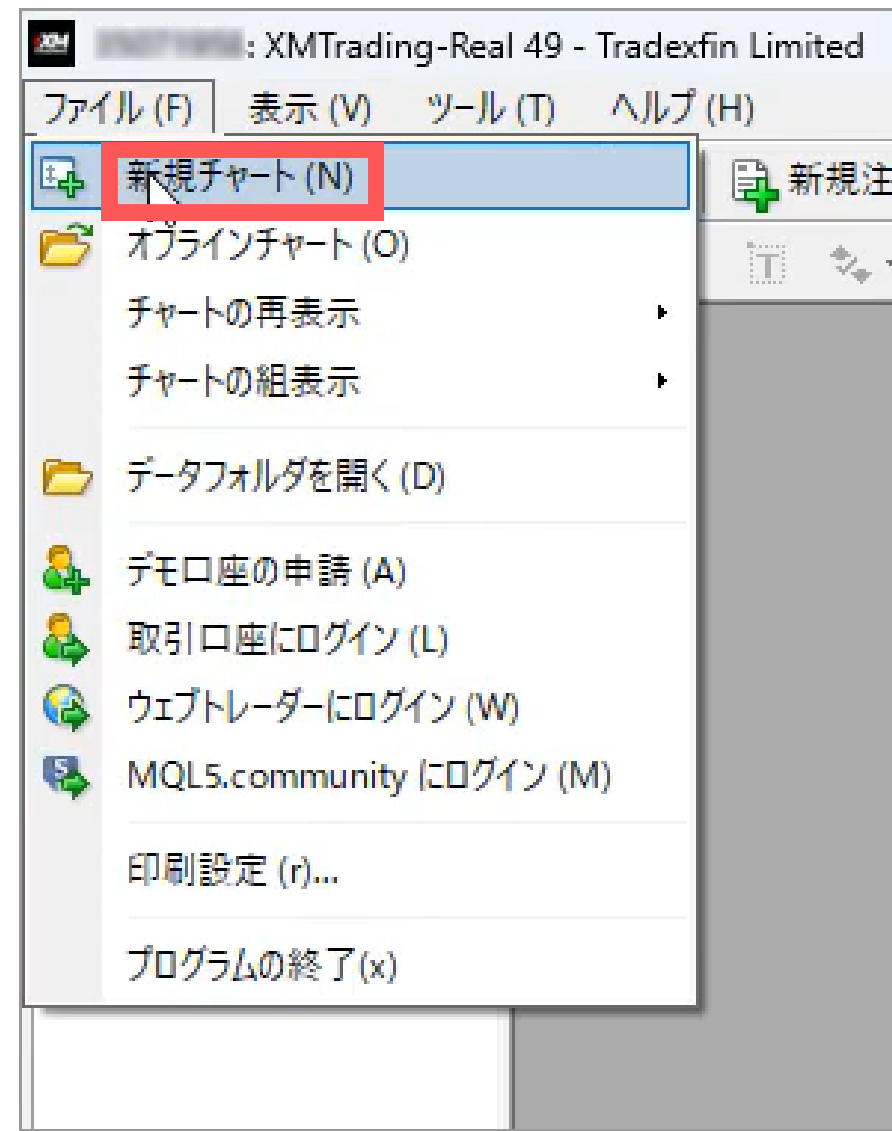 XM : XMTrading-Real 49 - Tradexfin Limited
ファイル (F) 表示 (V) ツール (T) ヘルプ (H)
新規チャート (N)
新規注
オフラインチャート (O)
チャートの再表示
チャートの組表示
データフォルダを開く (D)
デモ口座の申請 (A)
取引口座にログイン (L)
ウェブトレーダーにログイン (W)
MQL5.community にログイン (M)
印刷設定 (r)...
プログラムの終了(x)